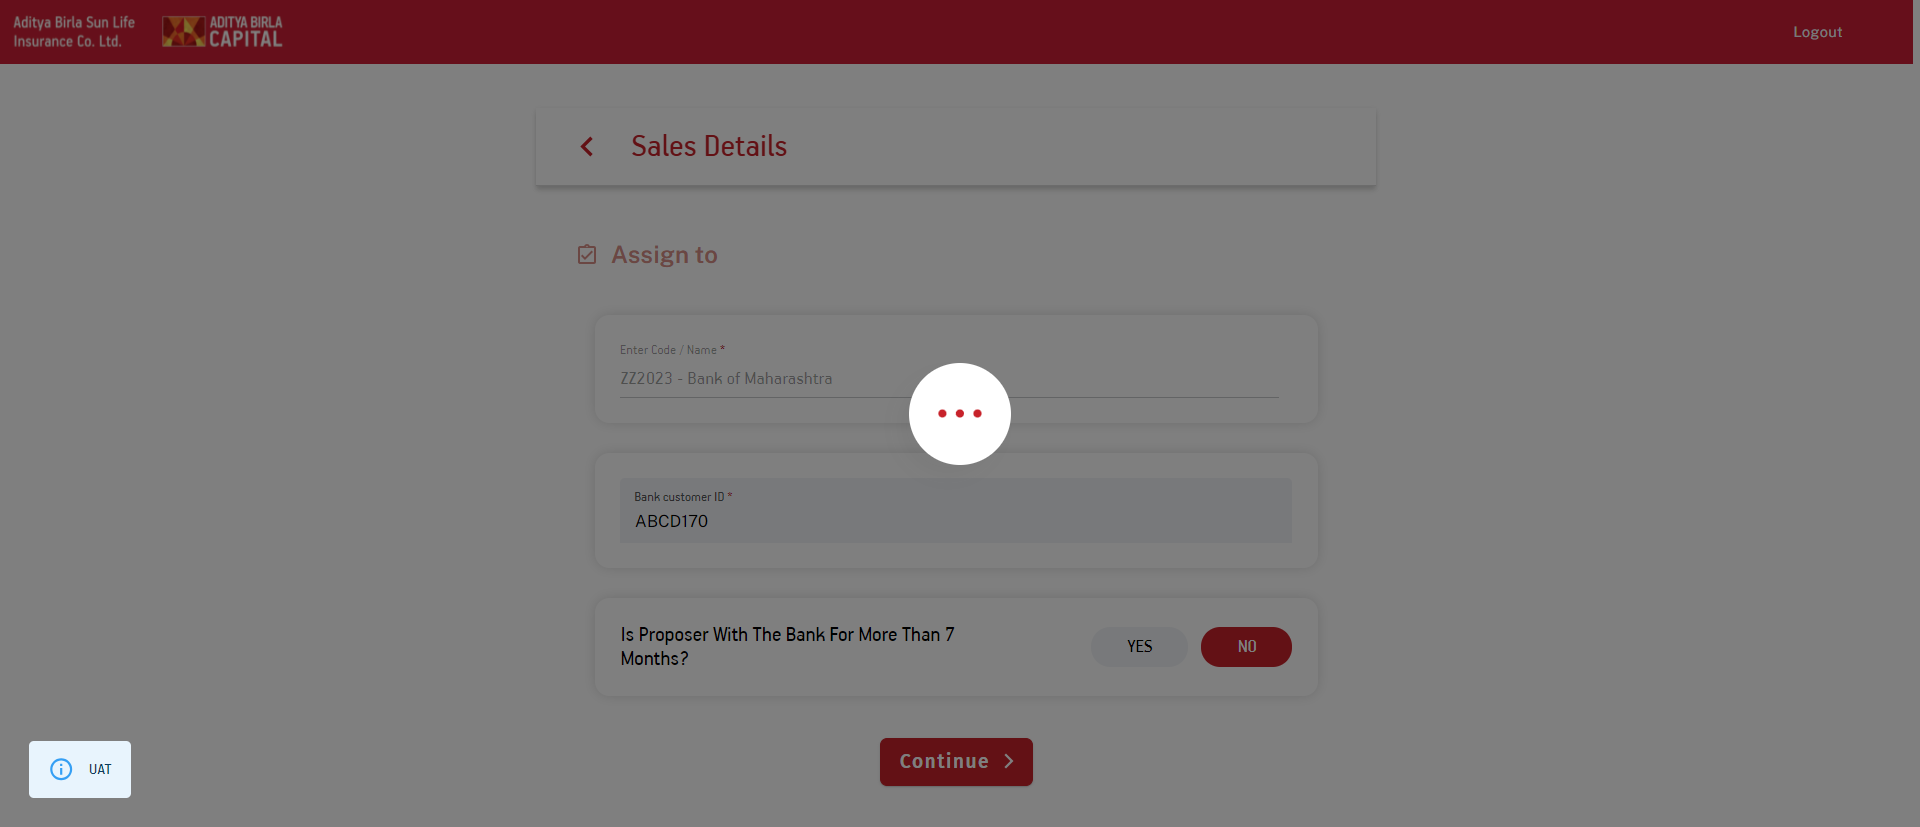 Aditya Birla Sun Life
Insurance Co. Ltd.
ADITYA BIRLA
CAPITAL
Logout
Sales Details
Assign to
Enter Code / Name *
ZZ2023 - Bank of Maharashtra
Bank customer ID *
ABCD170
Is Proposer With The Bank For More Than 7
Months?
YES
NO
Continue
UAT